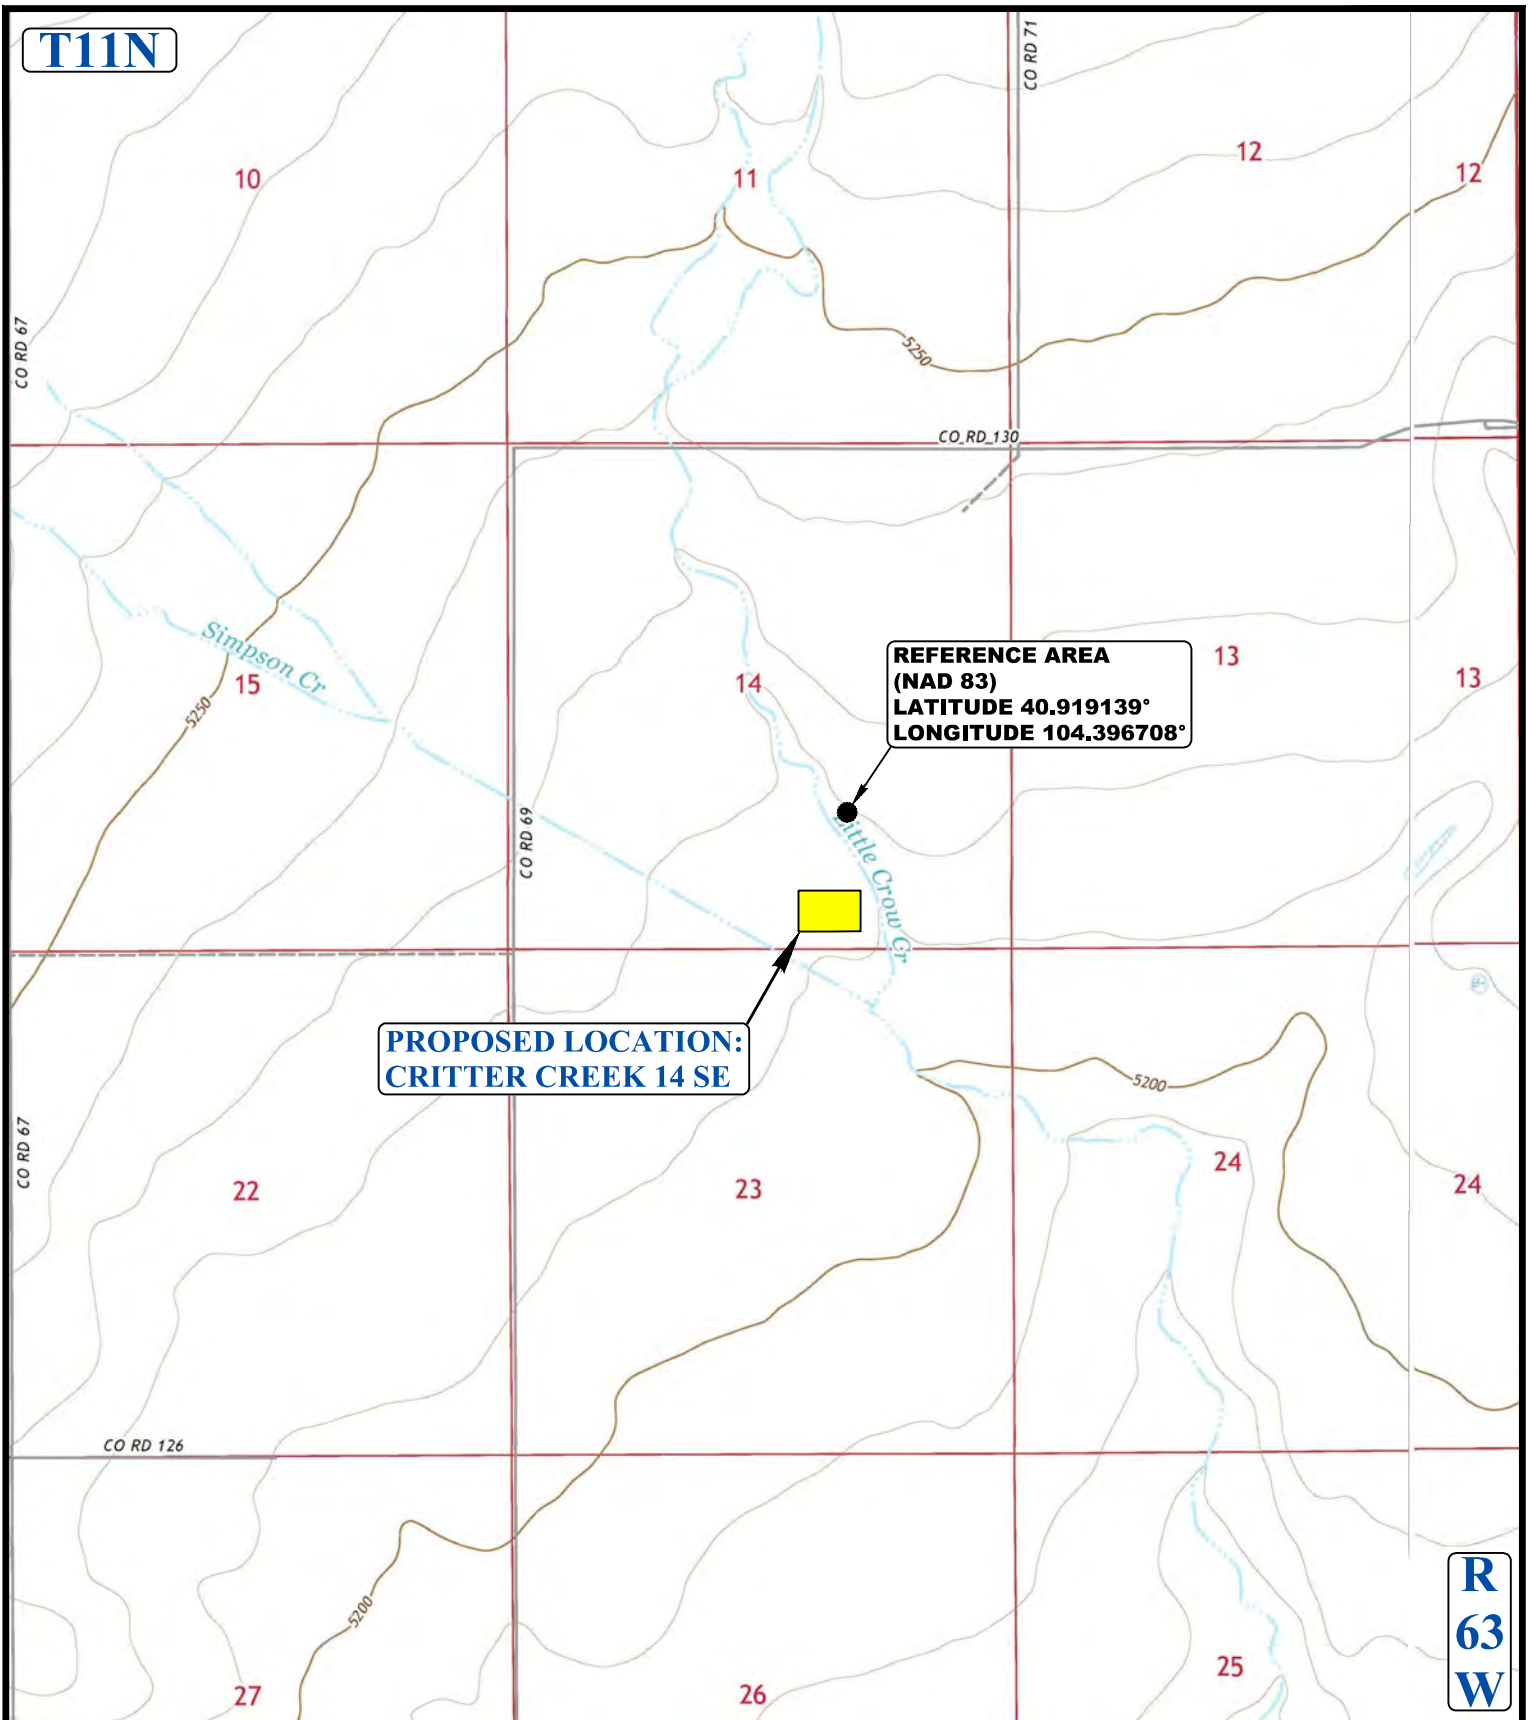 T11N
CO RD 71
10
11
12
12
CO RD 67
5250
CO RD 130
Simpson Cr
15
14
13
13
REFERENCE AREA
(NAD 83)
LATITUDE 40.919139°
LONGITUDE 104.396708°
5250
CO RD 69
Little Crow Cr
PROPOSED LOCATION:
CRITTER CREEK 14 SE
5200
CO RD 67
22
23
24
24
CO RD 126
5200
27
26
25
R
63
W